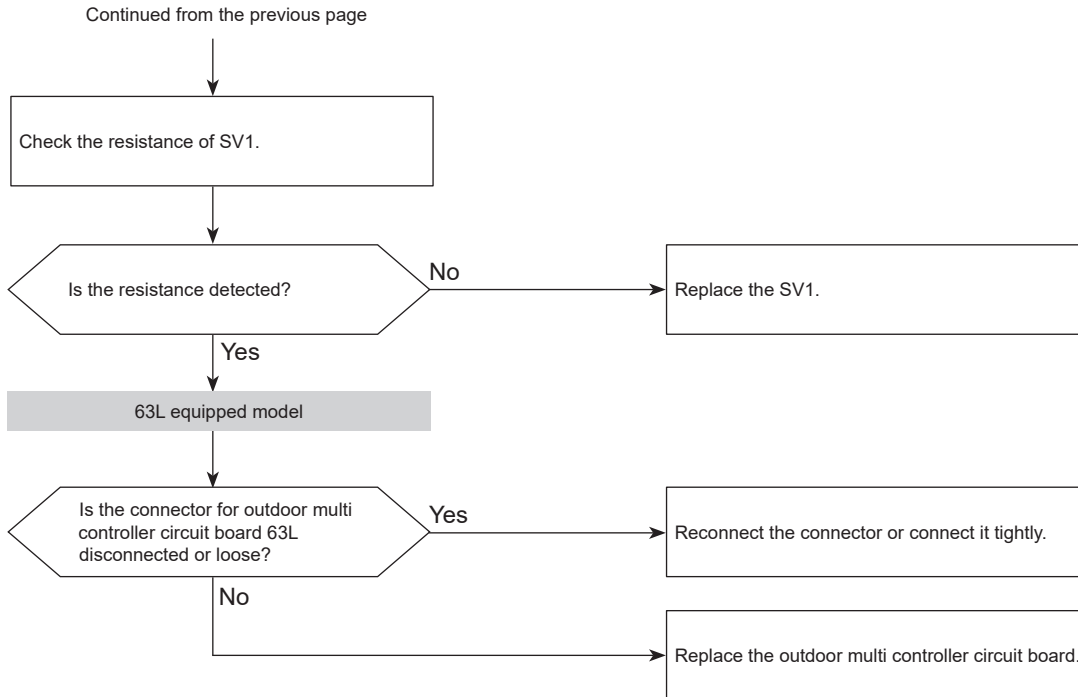 Continued from the previous page
Check the resistance of SV1.
Is the resistance detected?
No
Replace the SV1.
Yes
63L equipped model
Is the connector for outdoor multi
controller circuit board 63L
disconnected or loose?
Yes
Reconnect the connector or connect it tightly.
No
Replace the outdoor multi controller circuit board.